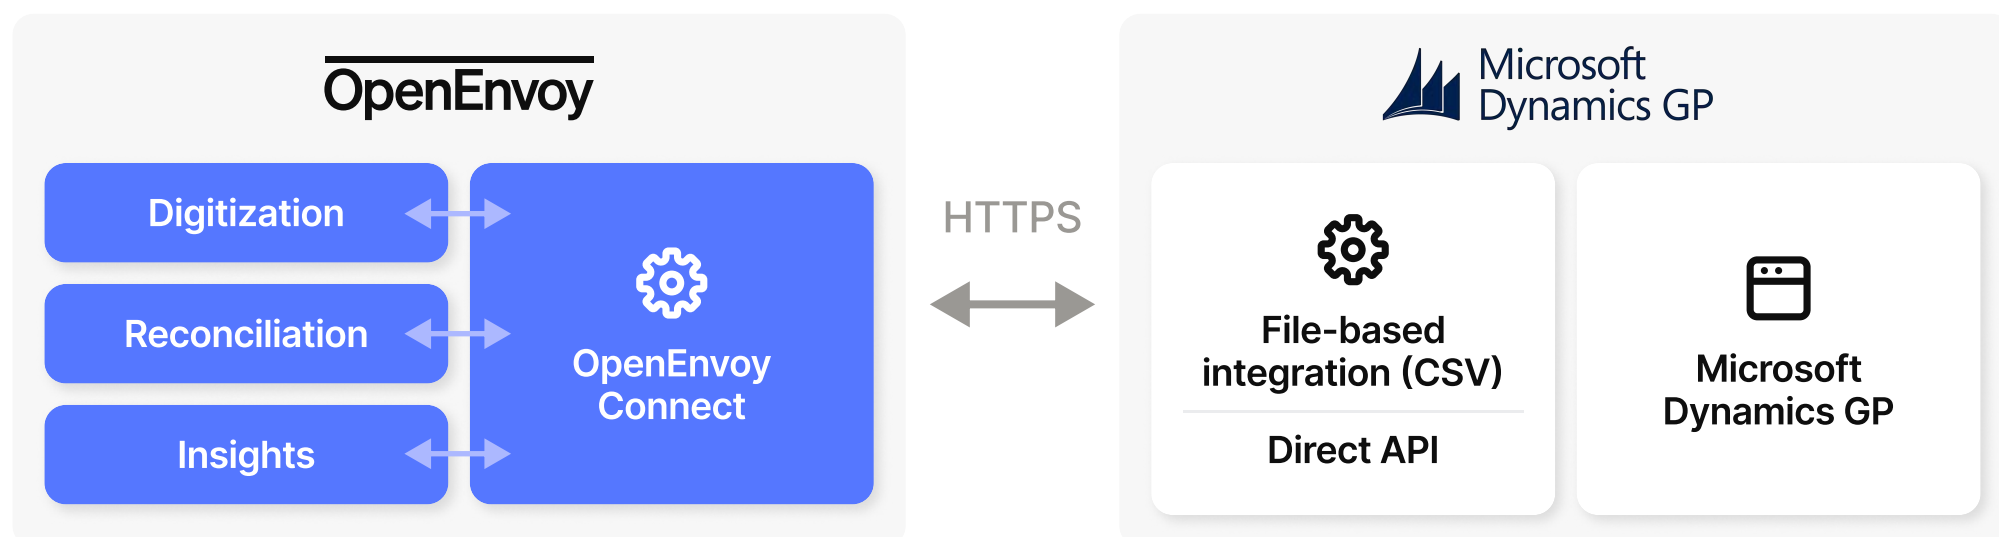 OpenEnvoy
Digitization
Reconciliation
Insights
OpenEnvoy
Connect
HTTPS
Microsoft
Dynamics GP
File-based
integration (CSV)
Direct API
Microsoft
Dynamics GP